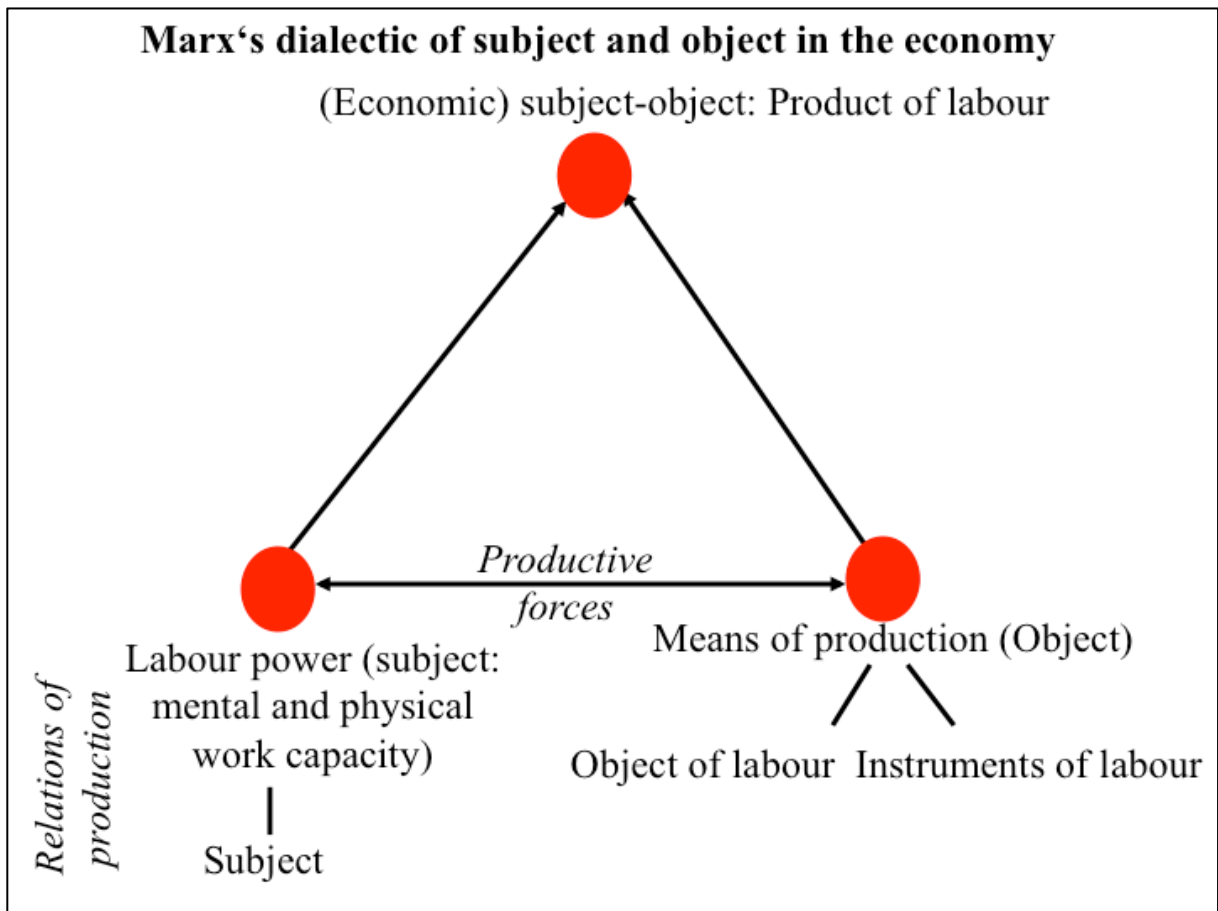 Marx‘s dialectic of subject and object in the economy
(Economic) subject-object: Product of labour
Productive
forces
Labour power (subject:
mental and physical
work capacity)
Subject
Means of production (Object)
Object of labour
Instruments of labour
Relations of
production